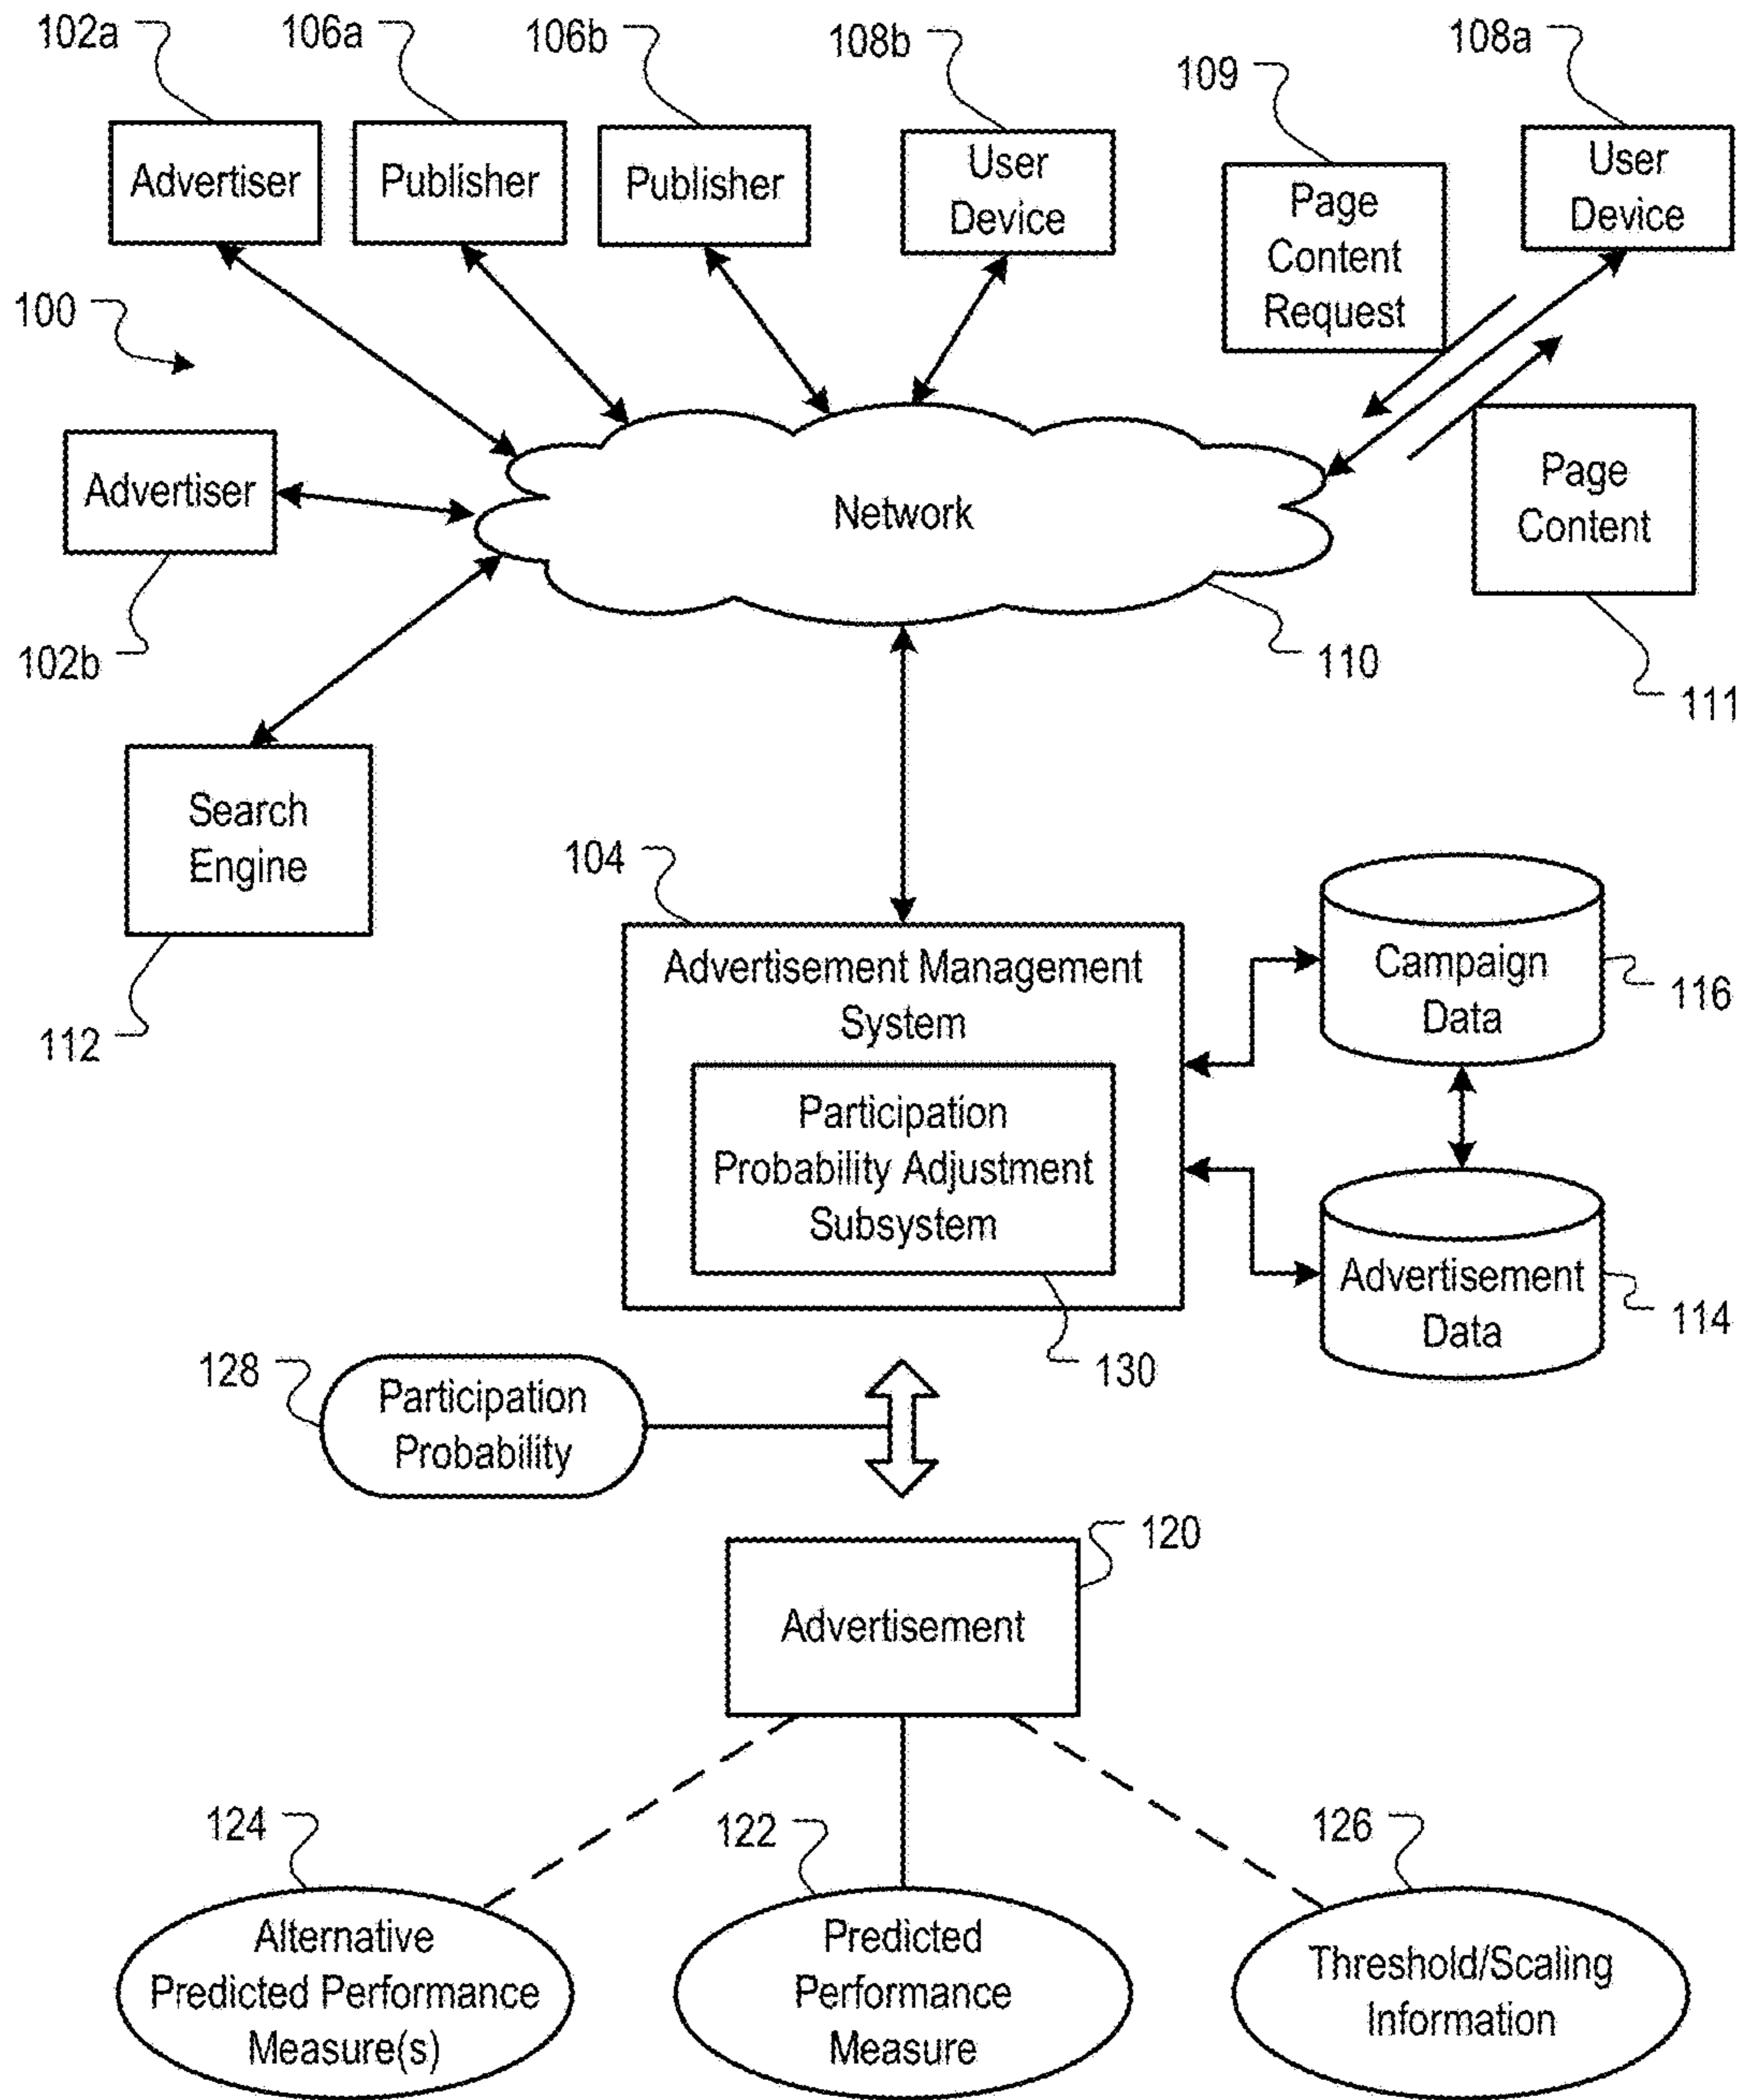 102a
106a
106b
108b
108a
109
Advertiser
Publisher
Publisher
User
Device
Page
Content
Request
User
Device
100
Advertiser
Network
Page
Content
102b
110
111
Search
Engine
112
104
Advertisement Management
System
Participation
Probability Adjustment
Subsystem
130
Campaign
Data
116
Advertisement
Data
114
128
Participation
Probability
120
Advertisement
124
122
126
Alternative
Predicted Performance
Measure(s)
Predicted
Performance
Measure
Threshold/Scaling
Information